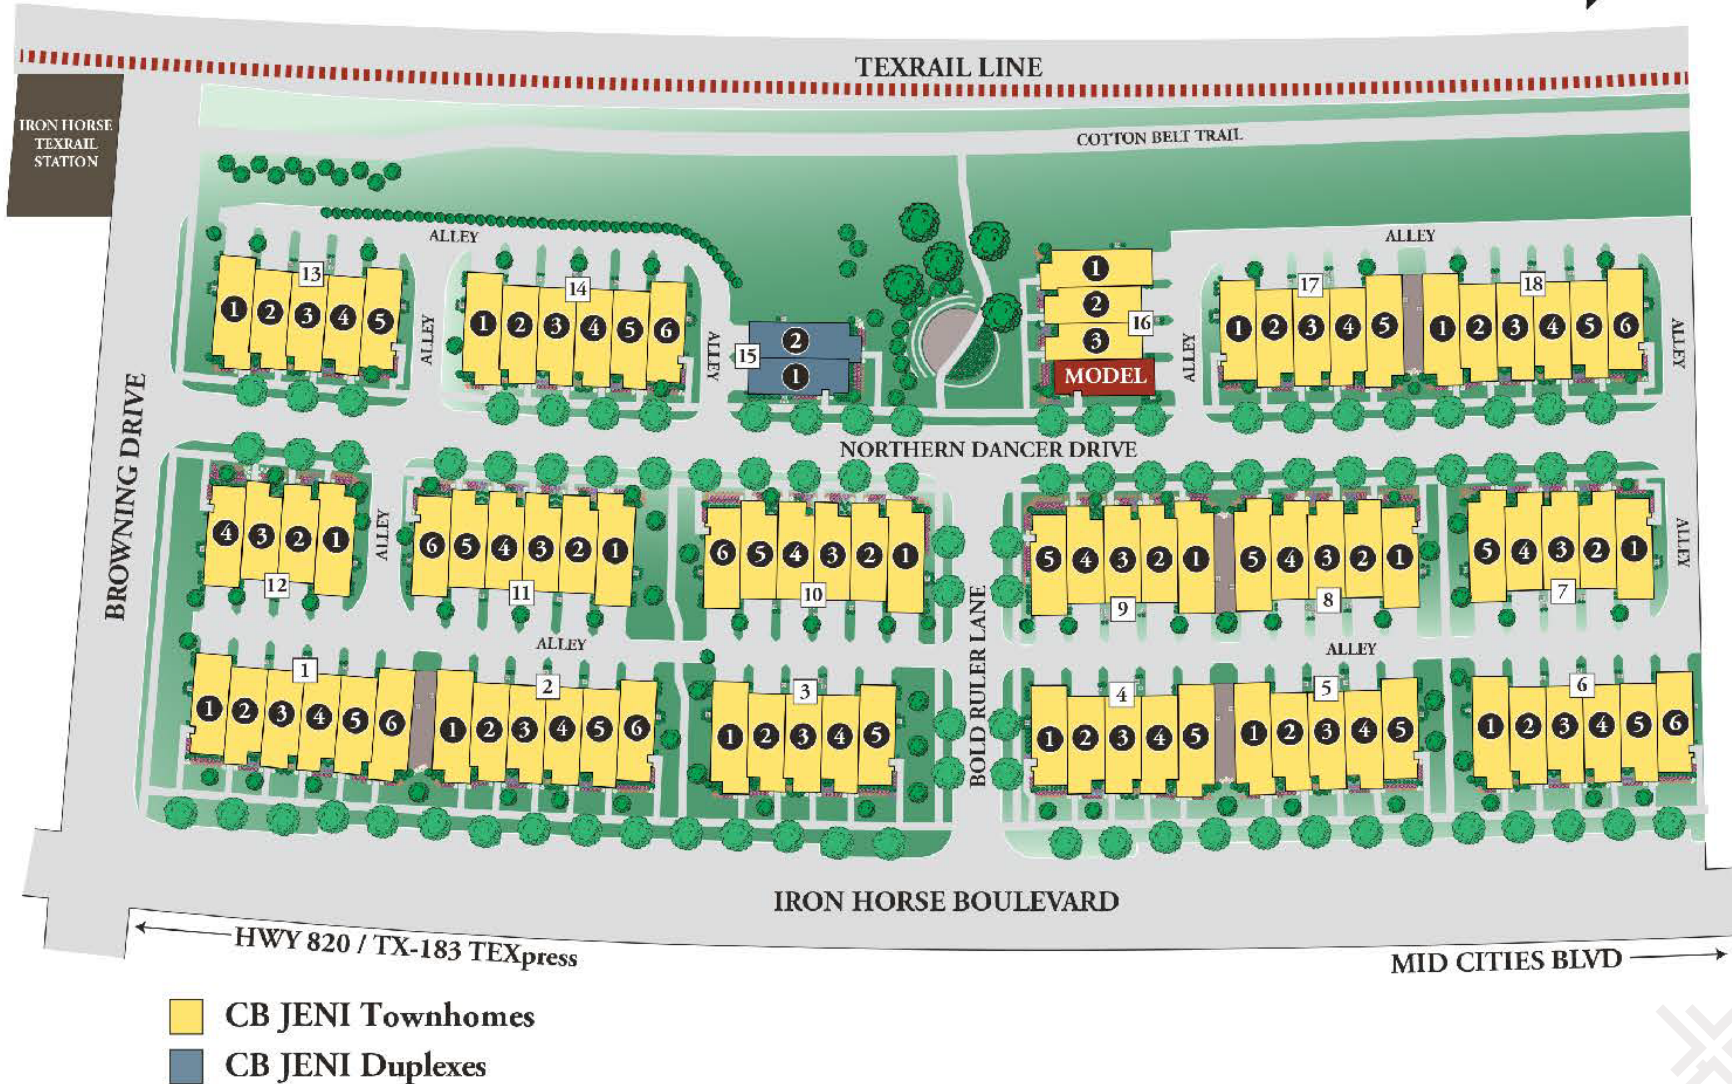 TEXRAIL LINE
IRON HORSE
TEXRAIL
STATION
COTTON BELT TRAIL
ALLEY
ALLEY
13
1 2 3 4 5
ALLEY
14
1 2 3 4 5 6
ALLEY
15
2
1
1
2
3
16
MODEL
ALLEY
17
1 2 3 4 5
18
1 2 3 4 5 6
ALLEY
BROWNING DRIVE
NORTHERN DANCER DRIVE
4 3 2 1
12
ALLEY
6 5 4 3 2 1
11
6 5 4 3 2 1
10
BOLD RULER LANE
5 4 3 2 1
9
5 4 3 2 1
8
5 4 3 2 1
7
ALLEY
ALLEY
ALLEY
1
1 2 3 4 5 6
2
1 2 3 4 5 6
3
1 2 3 4 5
4
1 2 3 4 5
5
1 2 3 4 5
6
1 2 3 4 5 6
IRON HORSE BOULEVARD
HWY 820 / TX-183 TEXpress
MID CITIES BLVD
CB JENI Townhomes
CB JENI Duplexes